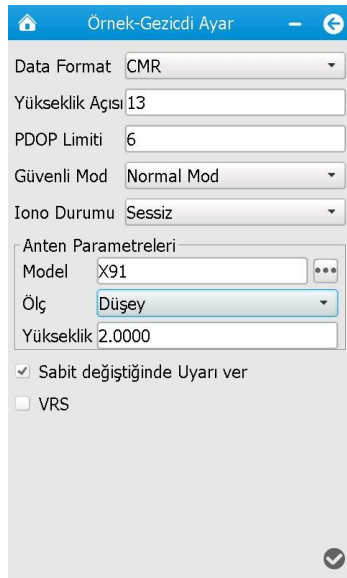 Örnek-Gezicdi Ayar
Data Format CMR
Yükseklik Açısı 13
PDOP Limiti 6
Güvenli Mod Normal Mod
Iono Durumu Sessiz
Anten Parametreleri
Model X91
Ölç Düşey
Yükseklik 2.0000
Sabit değiştiğinde Uyarı ver
VRS